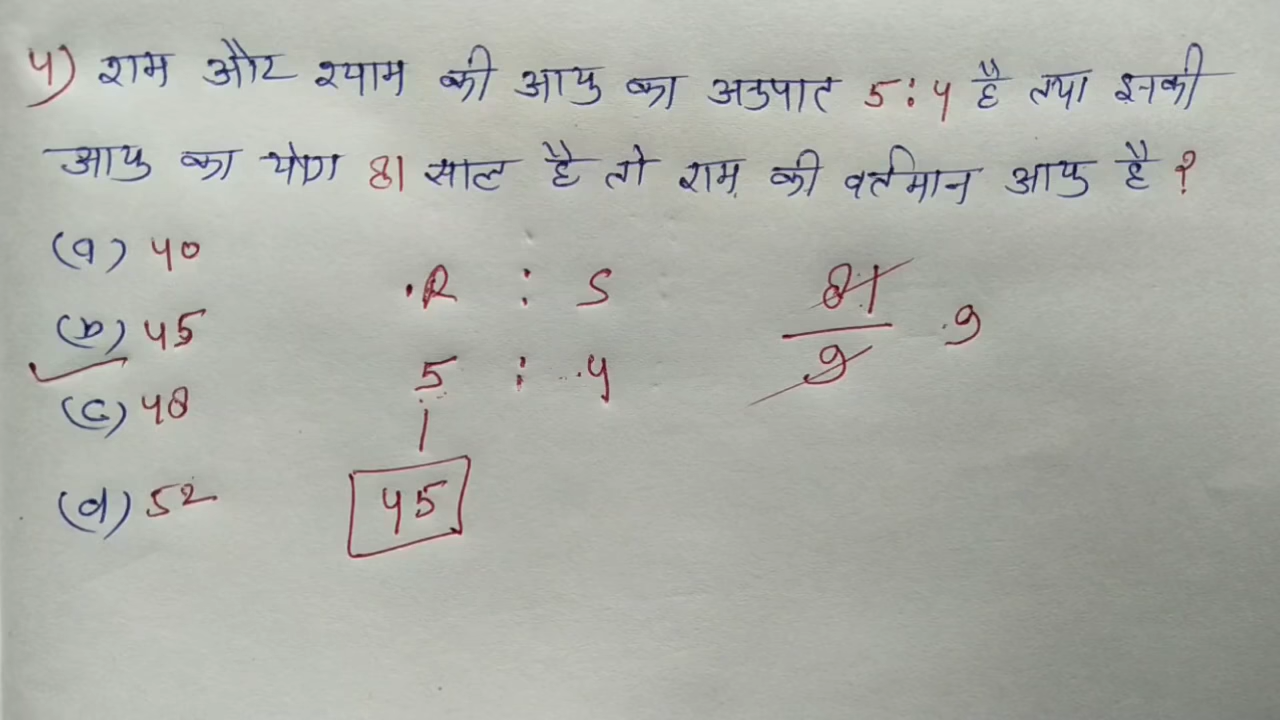 4) राम और श्याम की आयु का अनुपात 5:4 है तथा इनकी
आयु का योग 81 साल है तो राम की वर्तमान आयु है ?
(a) 40
(b) 45
(c) 48
(d) 52
R : S
5 : 4
45
81
9
9